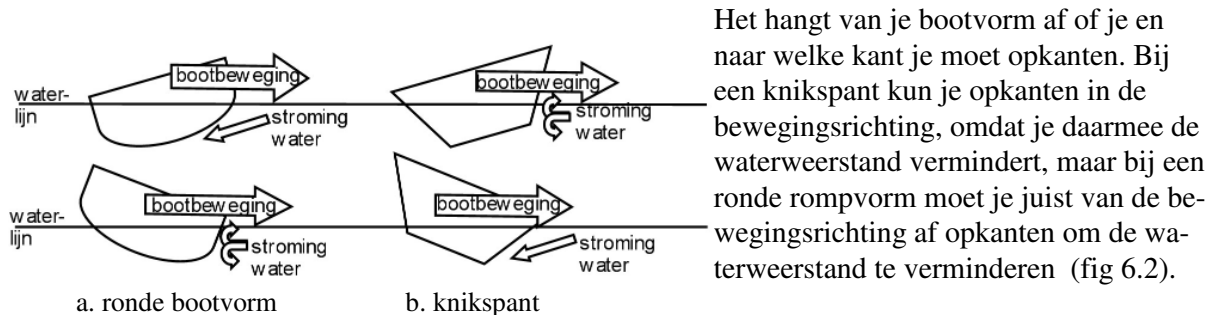 bootbeweging
water-
lijn
stroming
water
bootbeweging
stroming
water
bootbeweging
water-
lijn
stroming
water
bootbeweging
stroming
water
a. ronde bootvorm
b. knikspant
Het hangt van je bootvorm af of je en
naar welke kant je moet opkanten. Bij
een knikspant kun je opkanten in de
bewegingsrichting, omdat je daarmee de
waterweerstand vermindert, maar bij een
ronde rompvorm moet je juist van de be-
wegingsrichting af opkanten om de wa-
terweerstand te verminderen (fig 6.2).